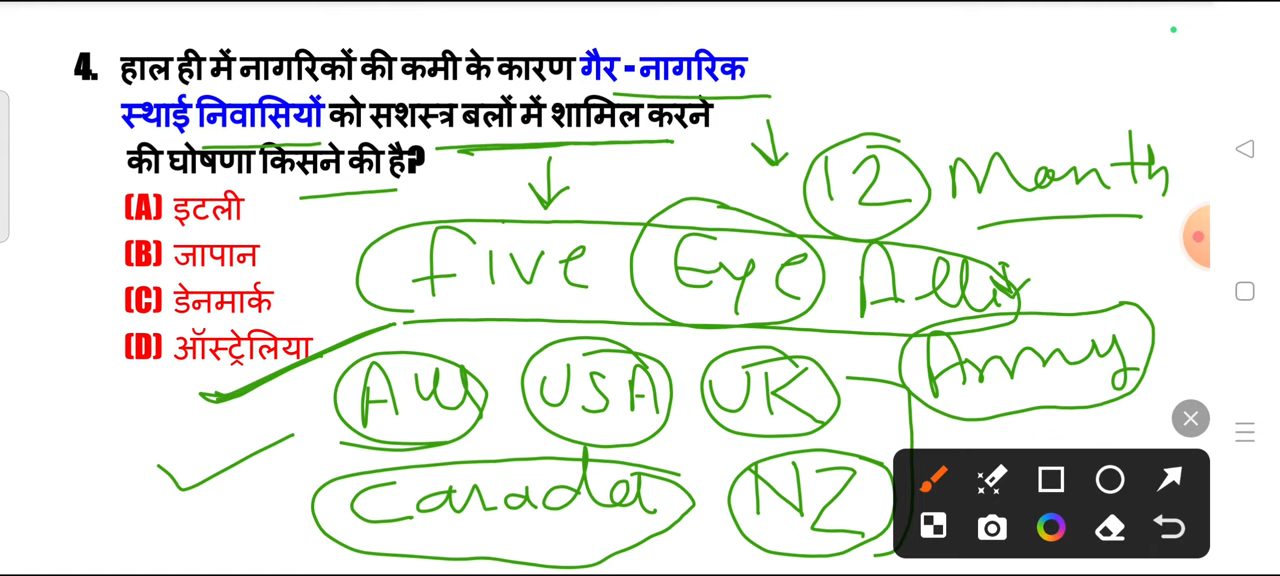 4. हाल ही में नागरिकों की कमी के कारण गैर - नागरिक
स्थाई निवासियों को सशस्त्र बलों में शामिल करने
की घोषणा किसने की है?
12 Month
(A) इटली
(B) जापान
Five Eye
(C) डेनमार्क
(D) ऑस्ट्रेलिया
Army
USA UK
Canada NZ